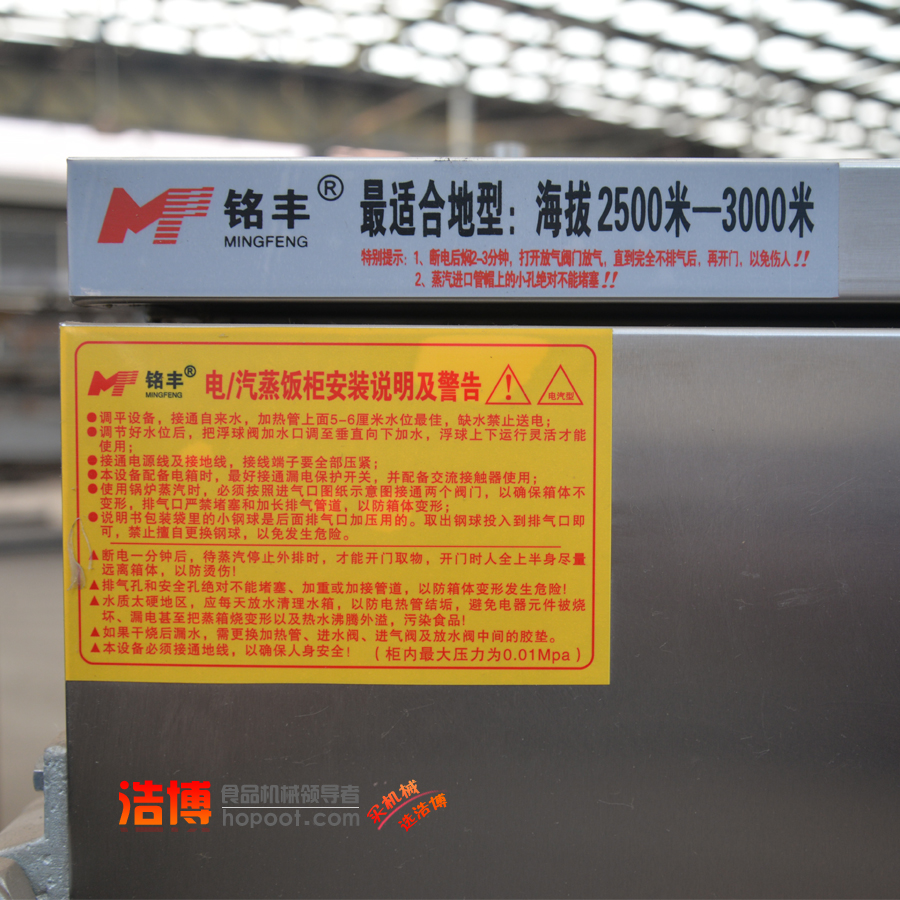 MF 铭丰® 最适合地型：海拔2500米—3000米
MINGFENG
特别提示：1、断电后焖2-3分钟，打开放气阀门放气，直到完全不排气后，再开门，以免伤人！！
2、蒸汽进口管帽上的小孔绝对不能堵塞！！
MF 铭丰® 电/汽蒸饭柜安装说明及警告 ! 电汽型
MINGFENG
●调平设备，接通自来水，加热管上面5-6厘米水位最佳，缺水禁止送电；
●调节好水位后，把浮球阀加水口调至垂直向下加水，浮球上下运行灵活才能
使用；
●接通电源线及接地线，接线端子要全部压紧；
●本设备配备电箱时，最好接通漏电保护开关，并配备交流接触器使用；
●使用锅炉蒸汽时，必须按照进气口图纸示意图接通两个阀门，以确保箱体不
变形，排气口严禁堵塞和加长排气管道，以防箱体变形；
●说明书包装袋里的小钢球是后面排气口加压用的。取出钢球投入到排气口即
可，禁止擅自更换钢球，以免发生危险。
▲断电一分钟后，待蒸汽停止外排时，才能开门取物，开门时人全上半身尽量
远离箱体，以防烫伤！
▲排气孔和安全孔绝对不能堵塞、加重或加接管道，以防箱体变形发生危险！
▲水质太硬地区，应每天放水清理水箱，以防电热管结垢，避免电器元件被烧
坏、漏电甚至把蒸箱烧变形以及热水沸腾外溢，污染食品！
▲如果干烧后漏水，需更换加热管、进水阀、进气阀及放水阀中间的胶垫。
▲本设备必须接通地线，以确保人身安全！（柜内最大压力为0.01Mpa）
浩博 食品机械领导者
hopoot.com
买机械
选浩博